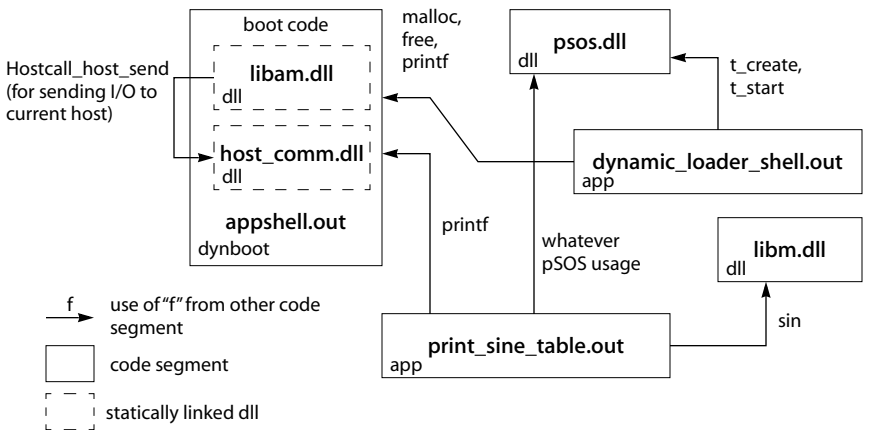 boot code
libam.dll
dll
host_comm.dll
dll
appshell.out
dynboot
Hostcall_host_send
(for sending I/O to
current host)
malloc,
free,
printf
psos.dll
dll
t_create,
t_start
dynamic_loader_shell.out
app
printf
whatever
pSOS usage
libm.dll
dll
sin
print_sine_table.out
app
f
use of “f” from other code
segment
code segment
statically linked dll